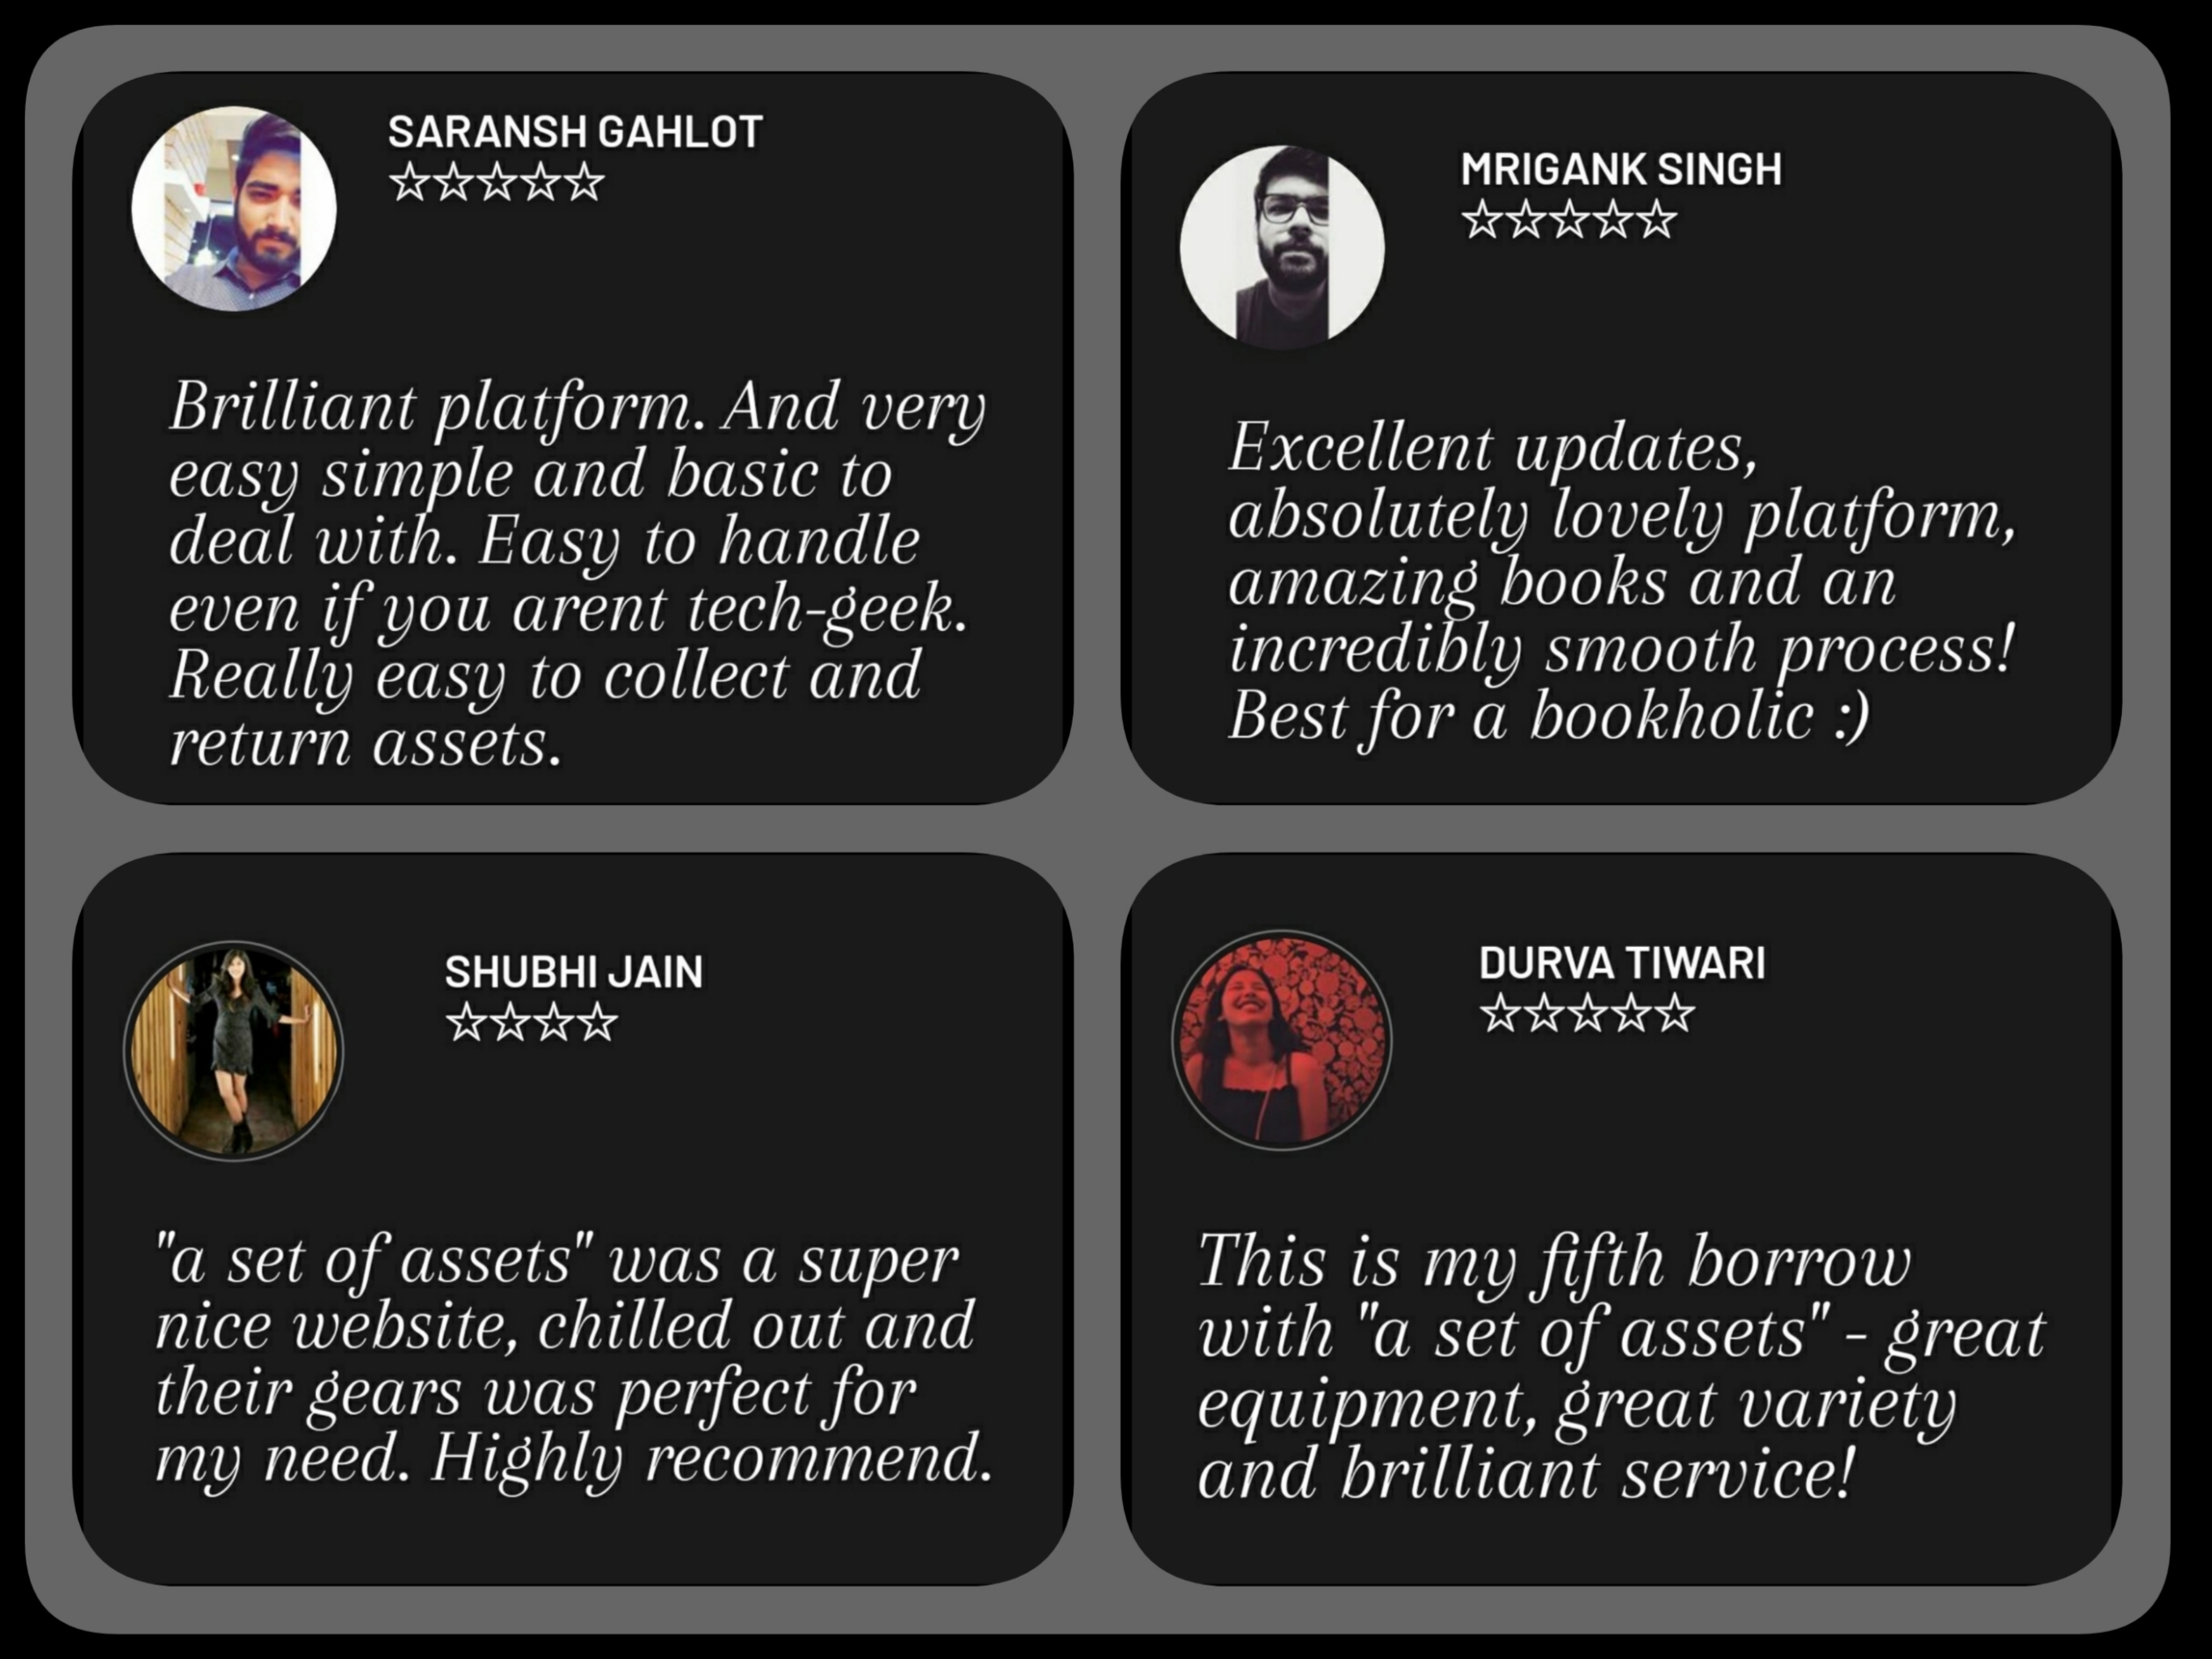 SARANSH GAHLOT
☆☆☆☆☆
Brilliant platform. And very
easy simple and basic to
deal with. Easy to handle
even if you arent tech-geek.
Really easy to collect and
return assets.
MRIGANK SINGH
☆☆☆☆☆
Excellent updates,
absolutely lovely platform,
amazing books and an
incredibly smooth process!
Best for a bookholic :)
SHUBHI JAIN
☆☆☆☆
"a set of assets" was a super
nice website, chilled out and
their gears was perfect for
my need. Highly recommend.
DURVA TIWARI
☆☆☆☆☆
This is my fifth borrow
with "a set of assets" - great
equipment, great variety
and brilliant service!